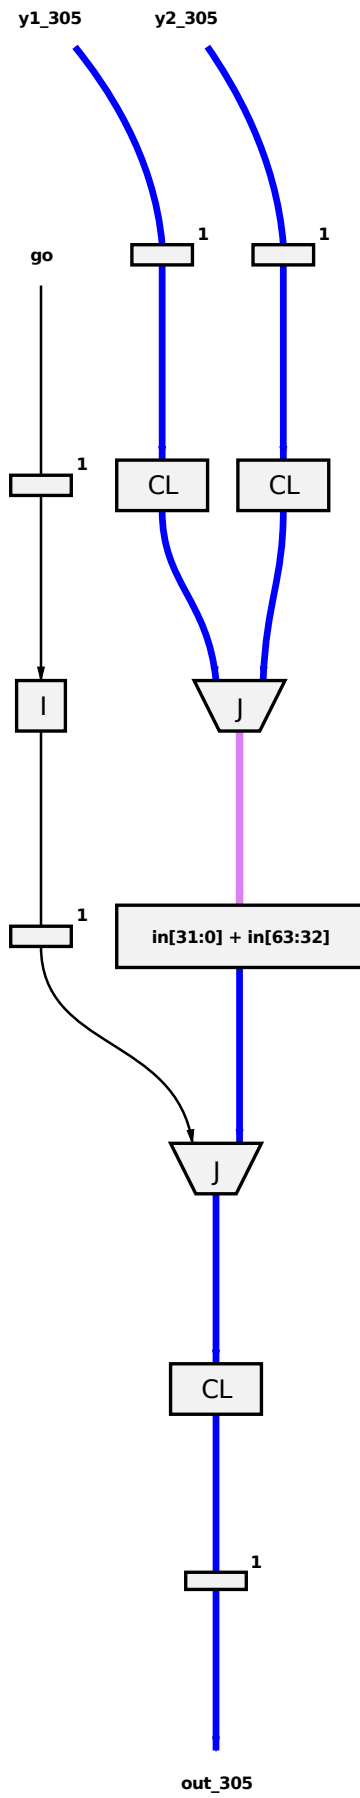 y1_305 y2_305
1 1
go
1
CL CL
I J
1
in[31:0] + in[63:32]
J
CL
1
out_305